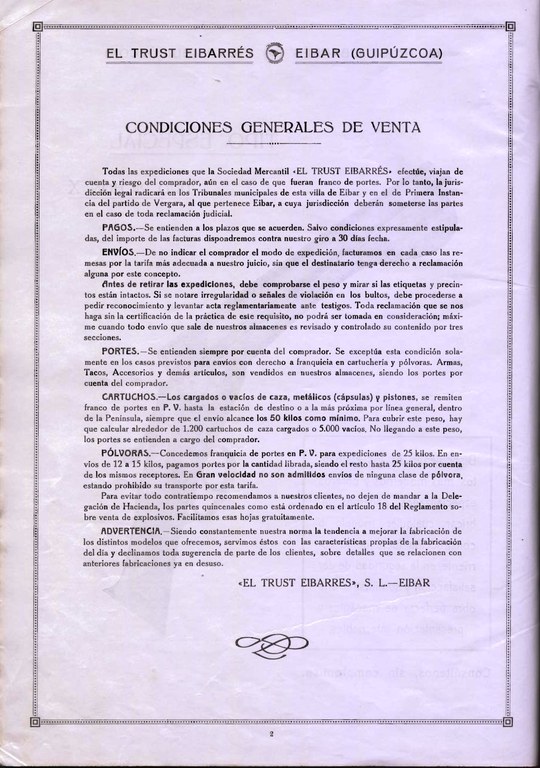 EL TRUST EIBARRÉS EIBAR (GUIPÚZCOA)
CONDICIONES GENERALES DE VENTA
Todas las expediciones que la Sociedad Mercantil «EL TRUST EIBARRÉS» efectúe, viajan de
cuenta y riesgo del comprador, aún en el caso de que fueran franco de portes. Por lo tanto, la juris-
dicción legal radicará en los Tribunales municipales de esta villa de Eibar y en el de Primera Instan-
cia del partido de Vergara, al que pertenece Eibar, a cuya jurisdicción deberán someterse las partes
en el caso de toda reclamación judicial.
PAGOS.—Se entienden a los plazos que se acuerden. Salvo condiciones expresamente estipula-
das, del importe de las facturas dispondremos contra nuestro giro a 30 días fecha.
ENVÍOS.—De no indicar el comprador el modo de expedición, facturamos en cada caso las re-
mesas por la tarifa más adecuada a nuestro juicio, sin que el destinatario tenga derecho a reclamación
alguna por este concepto.
Antes de retirar las expediciones, debe comprobarse el peso y mirar si las etiquetas y precin-
tos están intactos. Si se notare irregularidad o señales de violación en los bultos, debe procederse a
pedir reconocimiento y levantar acta reglamentariamente ante testigos. Toda reclamación que se nos
haga sin la certificación de la práctica de este requisito, no podrá ser tomada en consideración; máxi-
me cuando todo envío que sale de nuestros almacenes es revisado y controlado su contenido por tres
secciones.
PORTES.—Se entienden siempre por cuenta del comprador. Se exceptúa esta condición sola-
mente en los casos previstos para envíos con derecho a franquicia en cartuchería y pólvoras. Armas,
Tacos, Accesorios y demás artículos, son vendidos en nuestros almacenes, siendo los portes por
cuenta del comprador.
CARTUCHOS.—Los cargados o vacíos de caza, metálicos (cápsulas) y pistones, se remiten
franco de portes en P. V. hasta la estación de destino o a la más próxima por línea general, dentro
de la Península, siempre que el envío alcance los 50 kilos como mínimo. Para cubrir este peso, hay
que calcular alrededor de 1.200 cartuchos de caza cargados o 5.000 vacíos. No llegando a este peso,
los portes se entienden a cargo del comprador.
PÓLVORAS.—Concedemos franquicia de portes en P. V. para expediciones de 25 kilos. En en-
víos de 12 a 15 kilos, pagamos portes por la cantidad librada, siendo el resto hasta 25 kilos por cuenta
de los mismos receptores. En Gran velocidad no son admitidos envíos de ninguna clase de pólvora,
estando prohibido su transporte por esta tarifa.
Para evitar todo contratiempo recomendamos a nuestros clientes, no dejen de mandar a la Dele-
gación de Hacienda, los partes quincenales como está ordenado en el artículo 18 del Reglamento so-
bre venta de explosivos. Facilitamos esas hojas gratuitamente.
ADVERTENCIA.—Siendo constantemente nuestra norma la tendencia a mejorar la fabricación de
los distintos modelos que ofrecemos, servimos éstos con las características propias de la fabricación
del día y declinamos toda sugerencia de parte de los clientes, sobre detalles que se relacionen con
anteriores fabricaciones ya en desuso.
«EL TRUST EIBARRES», S. L.—EIBAR
2